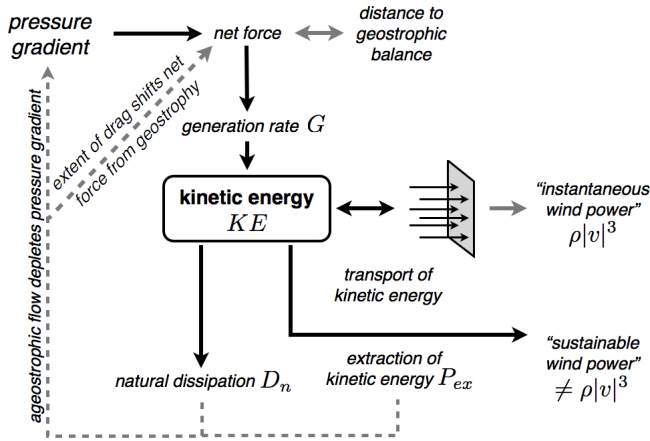 pressure
gradient
net force
distance to
geostrophic
balance
ageostrophic flow depletes pressure gradient
extent of drag shifts net
force from geostrophy
generation rate G
kinetic energy
KE
"instantaneous
wind power"
ρ|v|³
transport of
kinetic energy
natural dissipation Dₙ
extraction of
kinetic energy Pₑₓ
"sustainable
wind power"
≠ ρ|v|³